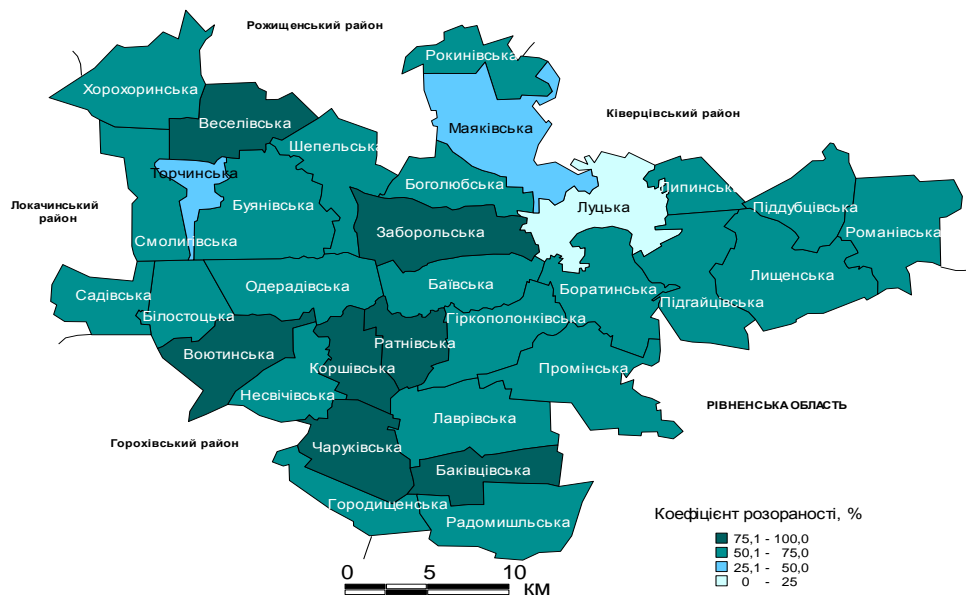 Рожищенський район
Рокинівська
Хорохоринська
Ківерцівський район
Веселівська
Маяківська
Шепельська
Торчинська
Боголюбська
Липинська
Буянівська
Луцька
Піддубцівська
Локачинський
район
Заборольська
Романівська
Смолигівська
Лищенська
Садівська
Одерадівська
Баївська
Боратинська
Білостоцька
Підгайцівська
Гіркополонківська
Воютинська
Ратнівська
Коршівська
Промінська
Несвічівська
РІВНЕНСЬКА ОБЛАСТЬ
Лаврівська
Горохівський район
Чаруківська
Баківцівська
Городищенська
Радомишльська
Коефіцієнт розораності, %
75,1 - 100,0
50,1 - 75,0
25,1 - 50,0
0 - 25
0 5 10
км